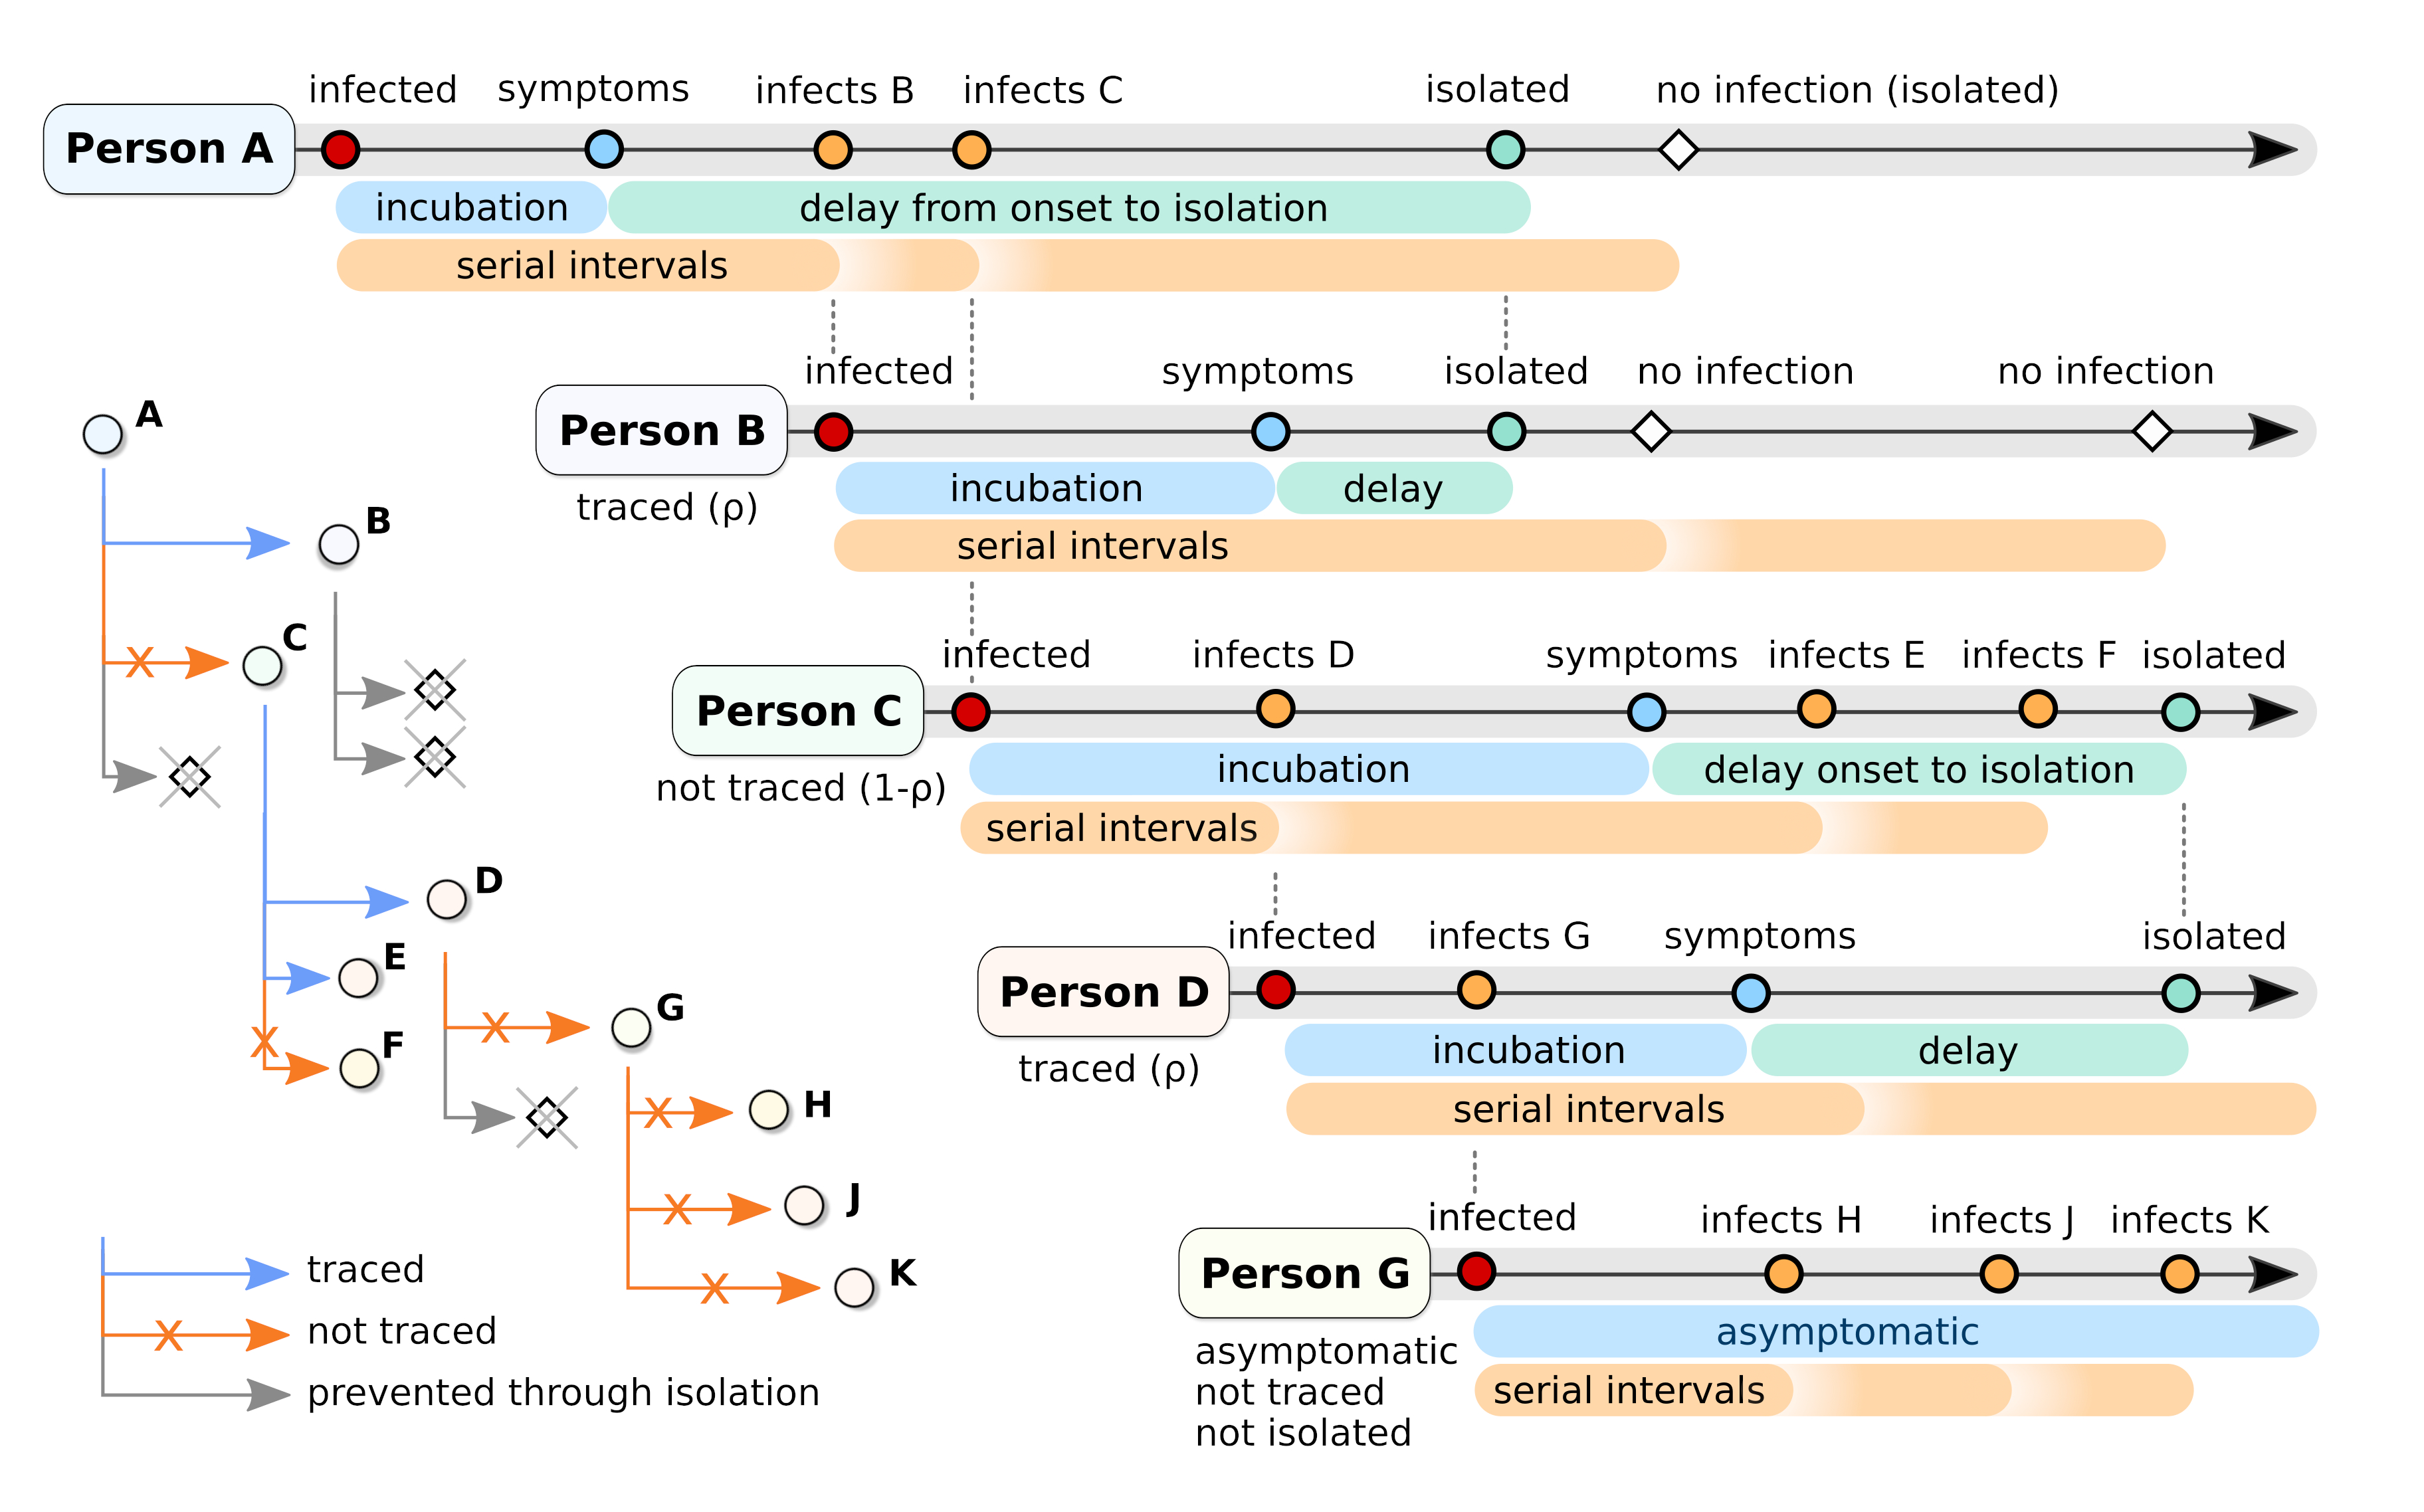 infected symptoms infects B infects C isolated no infection (isolated)
Person A
incubation delay from onset to isolation
serial intervals
infected symptoms isolated no infection no infection
Person B
incubation delay
traced (ρ)
serial intervals
infected infects D symptoms infects E infects F isolated
Person C
incubation delay onset to isolation
not traced (1-ρ)
serial intervals
infected infects G symptoms isolated
Person D
incubation delay
traced (ρ)
serial intervals
infected infects H infects J infects K
Person G
asymptomatic
asymptomatic
not traced
not isolated
serial intervals
A
B
C
D
E
F
G
H
J
K
X
X
X
X
X
X
traced
X
not traced
prevented through isolation